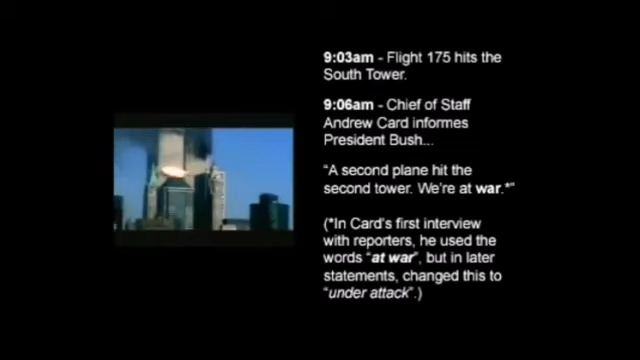 9:03am - Flight 175 hits the
South Tower.
9:06am - Chief of Staff
Andrew Card informes
President Bush...
“A second plane hit the
second tower. We're at war.*”
(*In Card's first interview
with reporters, he used the
words “at war”, but in later
statements, changed this to
“under attack”.)